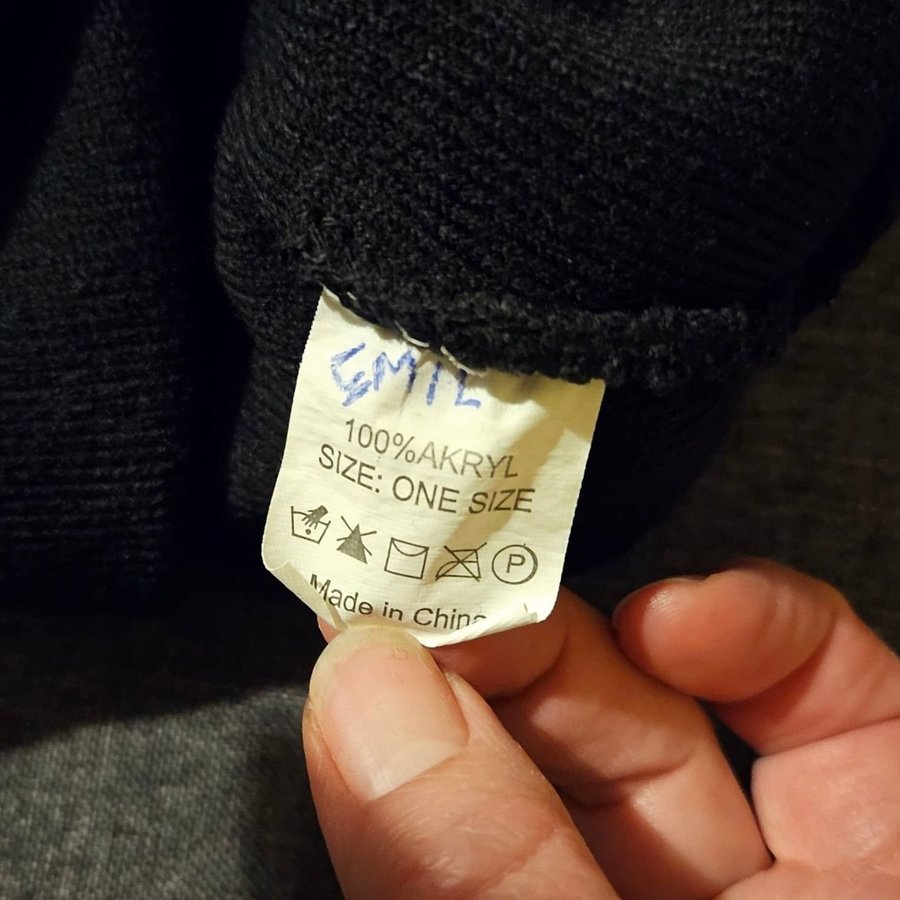 EMIL
100%AKRYL
SIZE: ONE SIZE
P
Made in China